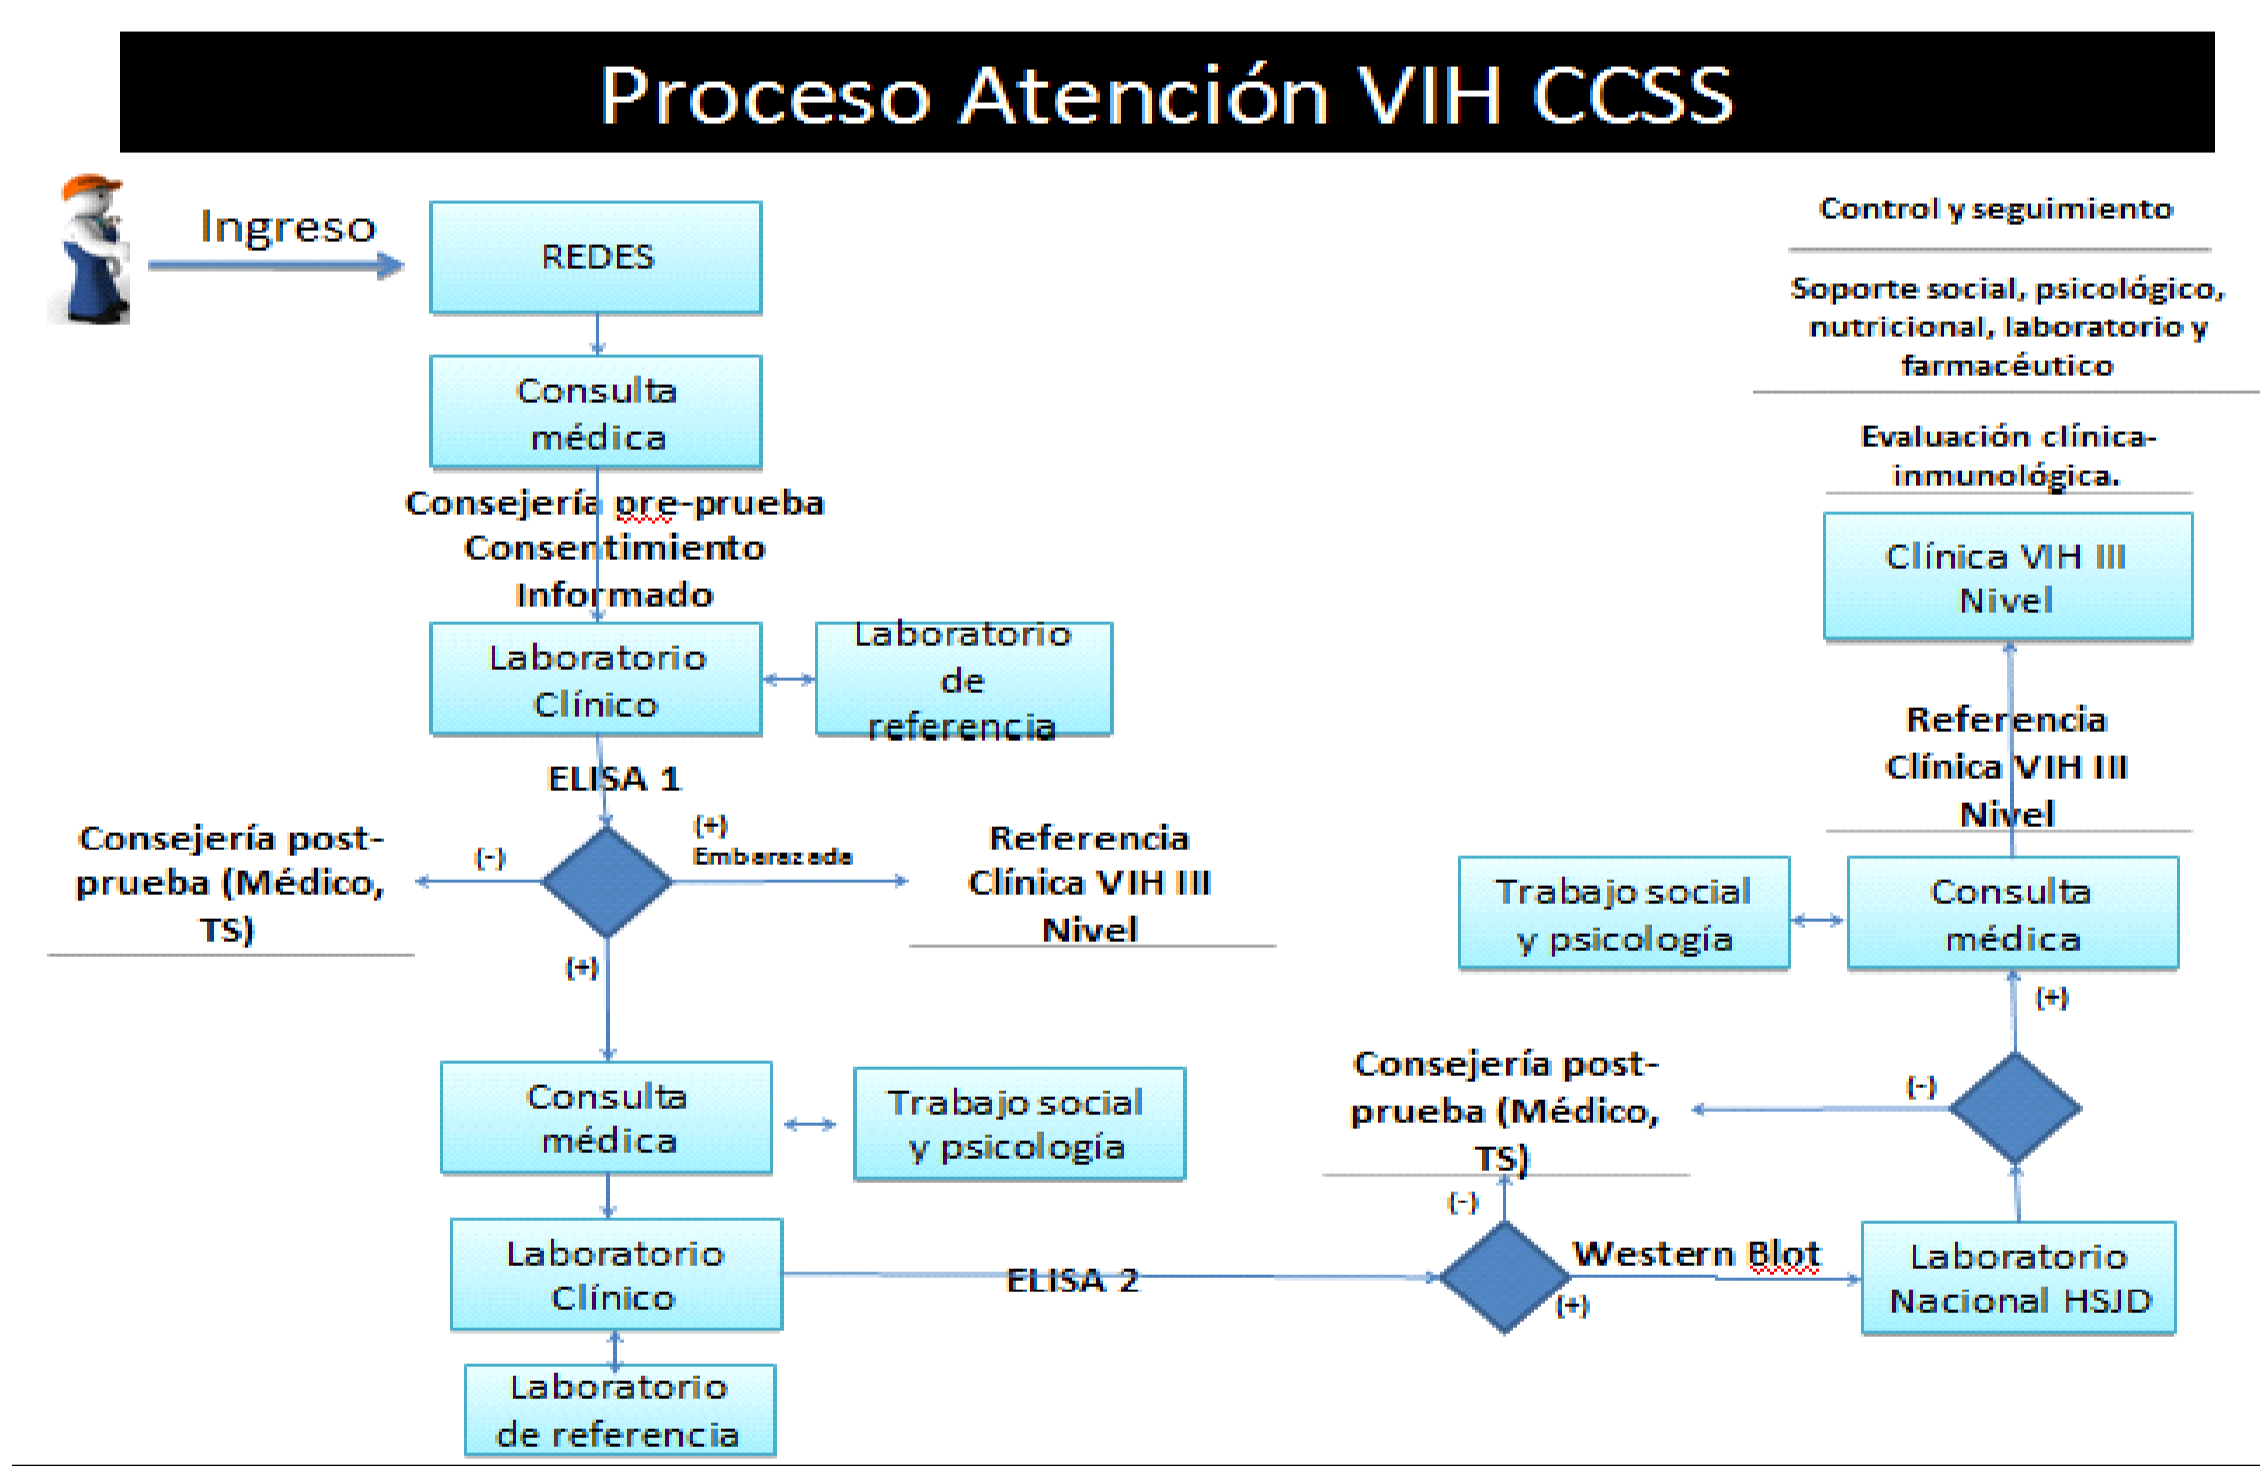 Proceso Atención VIH CCSS
Ingreso
REDES
Consulta
médica
Consejería pre-prueba
Consentimiento
Informado
Laboratorio
Clínico
Laboratorio
de
referencia
ELISA 1
(-)
Consejería post-
prueba (Médico,
TS)
(+)
Embarazada
Referencia
Clínica VIH III
Nivel
(+)
Consulta
médica
Trabajo social
y psicología
Laboratorio
Clínico
Laboratorio
de referencia
ELISA 2
(-)
Consejería post-
prueba (Médico,
TS)
Western Blot
(+)
Laboratorio
Nacional HSJD
(-)
(+)
Consulta
médica
Trabajo social
y psicología
Referencia
Clínica VIH III
Nivel
Clínica VIH III
Nivel
Evaluación clínica-
inmunológica.
Soporte social, psicológico,
nutricional, laboratorio y
farmacéutico
Control y seguimiento